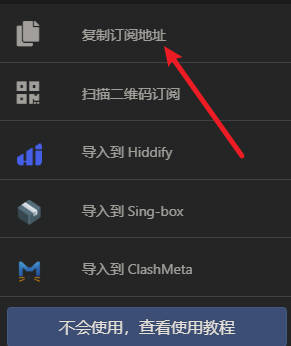 复制订阅地址
扫描二维码订阅
导入到 Hiddify
导入到 Sing-box
导入到 ClashMeta
不会使用，查看使用教程